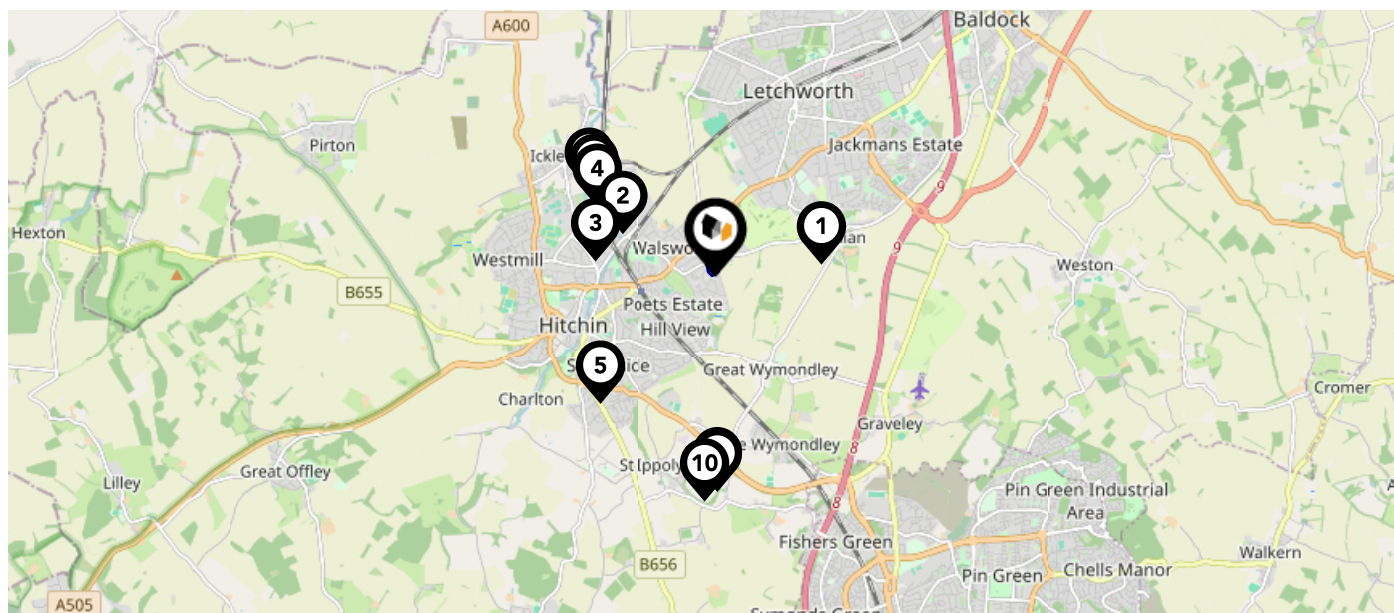 A600
Baldock
Letchworth
Pirton
Jackmans Estate
Ickle
4
2
3
1
9
Hexton
Walswo
9
Westmill
Weston
B655
Poets Estate
Hitchin
Hill View
5
Great Wymondley
Cromer
Charlton
Graveley
Wymondley
8
10
St Ippoly
Great Offley
Lilley
Pin Green Industrial
Area
8
Fishers Green
Walkern
B656
Pin Green
Chells Manor
A505